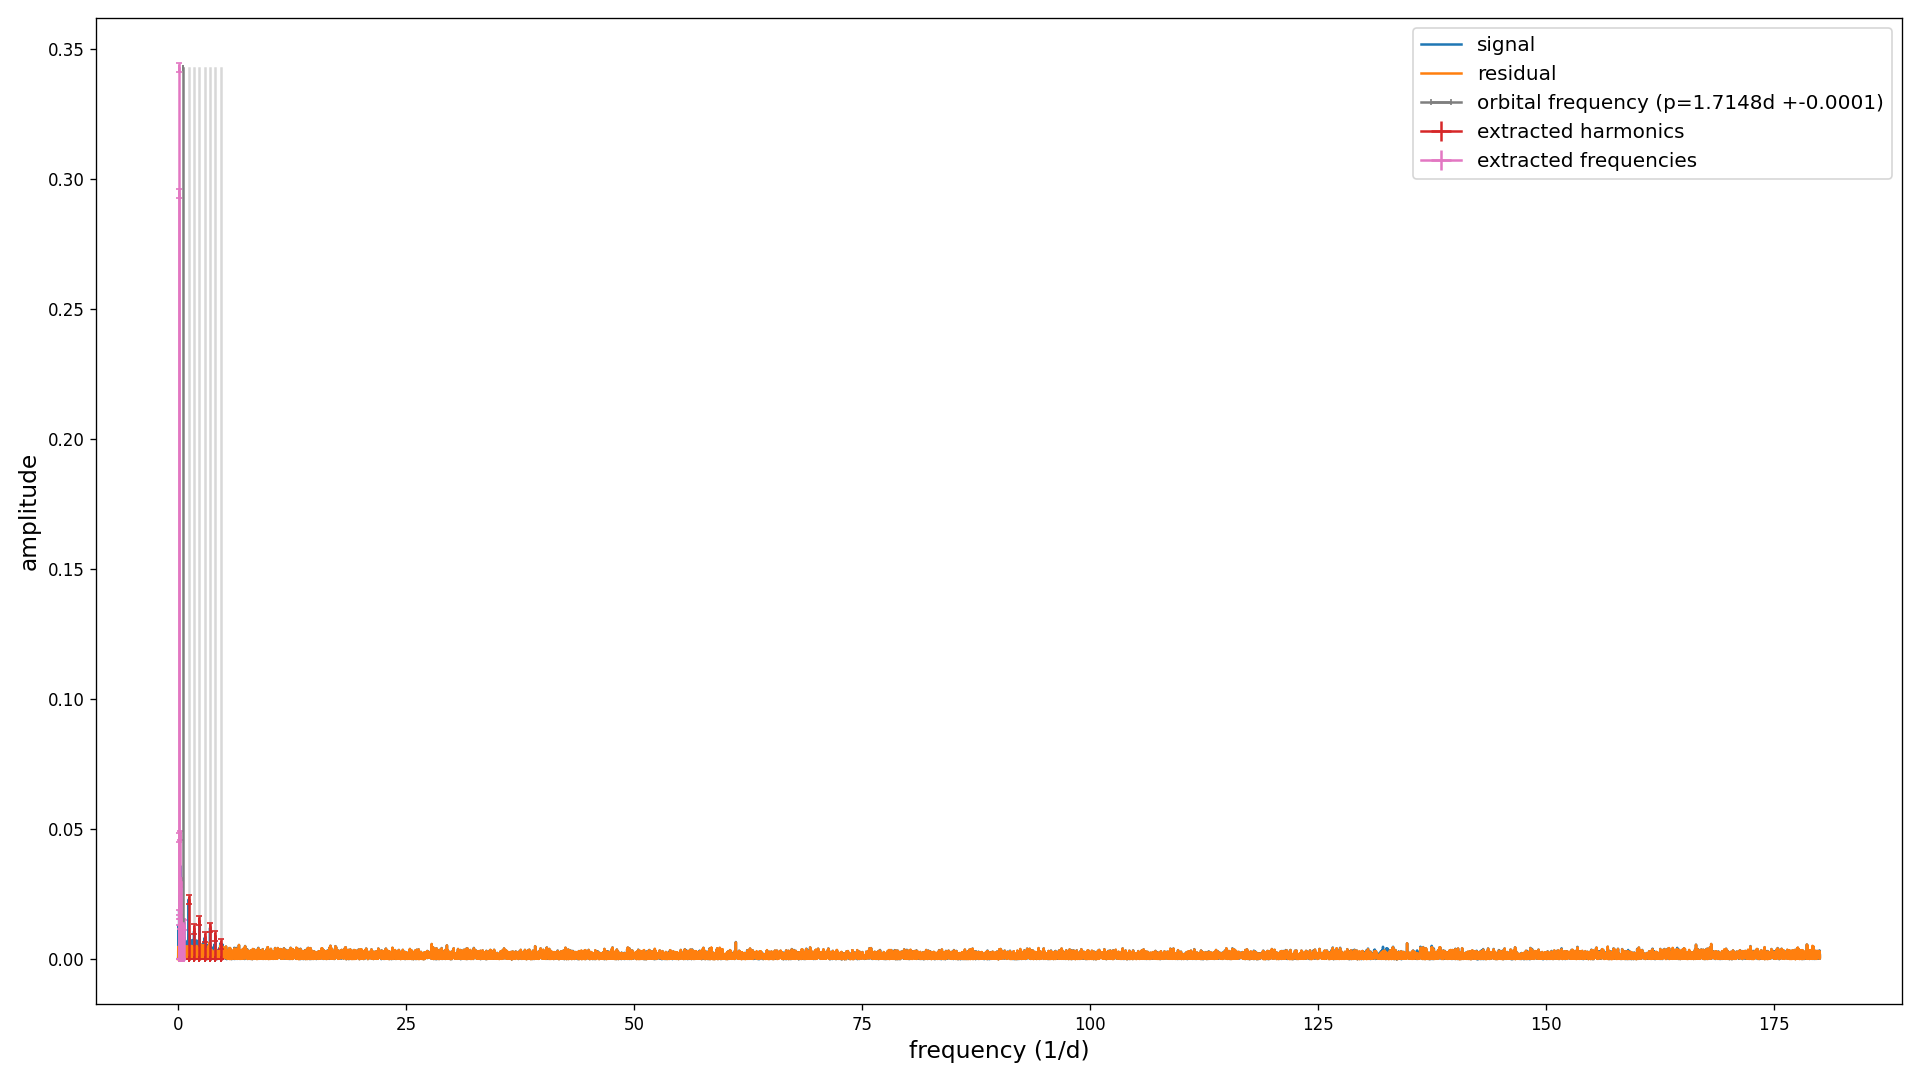 0.35
0.30
0.25
0.20
0.15
0.10
0.05
0.00
amplitude
signal
residual
orbital frequency (p=1.7148d +-0.0001)
extracted harmonics
extracted frequencies
0 25 50 75 100 125 150 175
frequency (1/d)